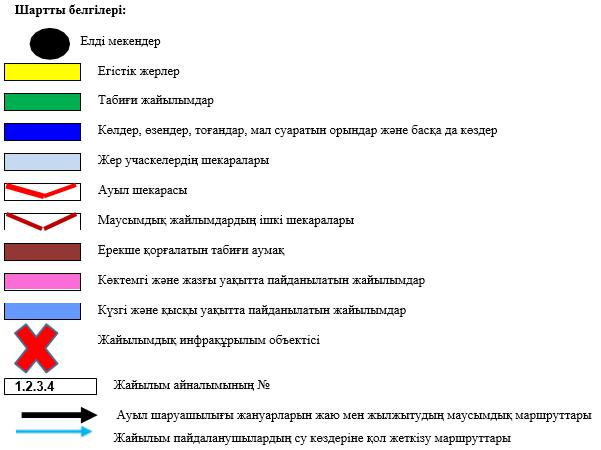 Шартты белгілері:
Елді мекендер
Егістік жерлер
Табиғи жайылымдар
Көлдер, өзендер, тоғандар, мал суаратын орындар және басқа да көздер
Жер учаскелердің шекаралары
Ауыл шекарасы
Маусымдық жайлымдардың ішкі шекаралары
Ерекше қорғалатын табиғи аумақ
Көктемгі және жазғы уақытта пайданылатын жайылымдар
Күзгі және қысқы уақытта пайданылатын жайылымдар
Жайылымдық инфрақұрылым объектісі
1.2.3.4 Жайылым айналымының №
Ауыл шаруашылығы жануарларын жаю мен жылжытудың маусымдық маршруттары
Жайылым пайдаланушылардың су көздеріне қол жеткізу маршруттары